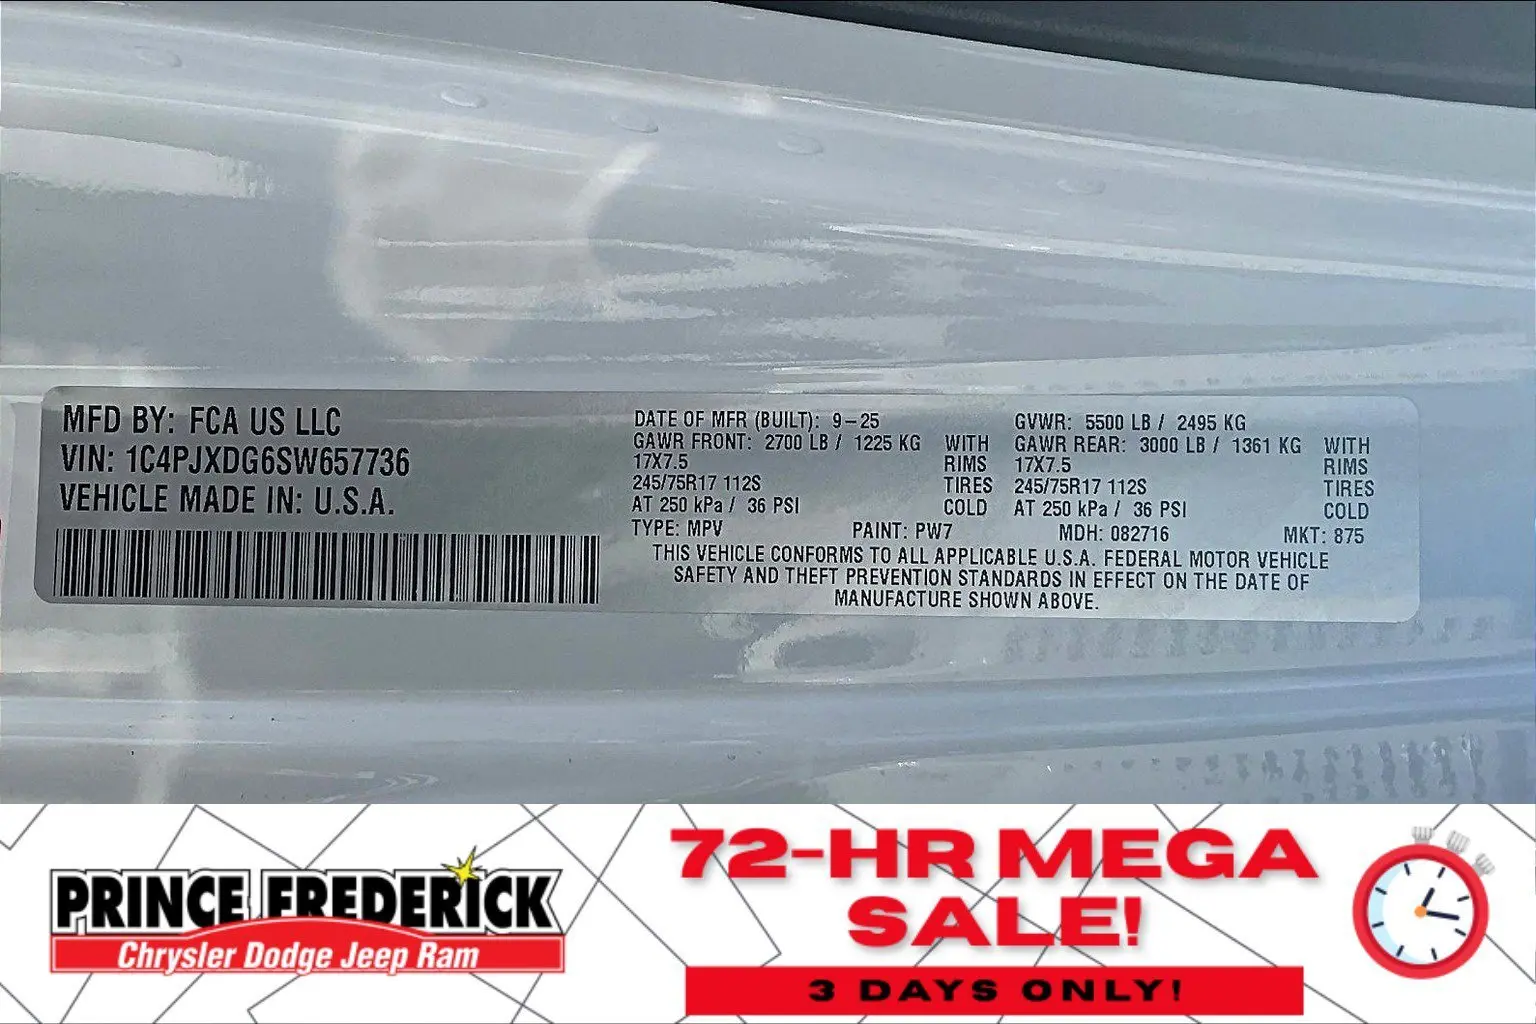 MFD BY: FCA US LLC
VIN: 1C4PJXDG6SW657736
VEHICLE MADE IN: U.S.A.
DATE OF MFR (BUILT): 9-25
GAWR FRONT: 2700 LB / 1225 KG WITH
17X7.5 RIMS
245/75R17 112S TIRES
AT 250 kPa / 36 PSI COLD
GVWR: 5500 LB / 2495 KG
GAWR REAR: 3000 LB / 1361 KG WITH
17X7.5 RIMS
245/75R17 112S TIRES
AT 250 kPa / 36 PSI COLD
TYPE: MPV PAINT: PW7 MDH: 082716 MKT: 875
THIS VEHICLE CONFORMS TO ALL APPLICABLE U.S.A. FEDERAL MOTOR VEHICLE
SAFETY AND THEFT PREVENTION STANDARDS IN EFFECT ON THE DATE OF
MANUFACTURE SHOWN ABOVE.
PRINCE FREDERICK
Chrysler Dodge Jeep Ram
72-HR MEGA
SALE!
3 DAYS ONLY!